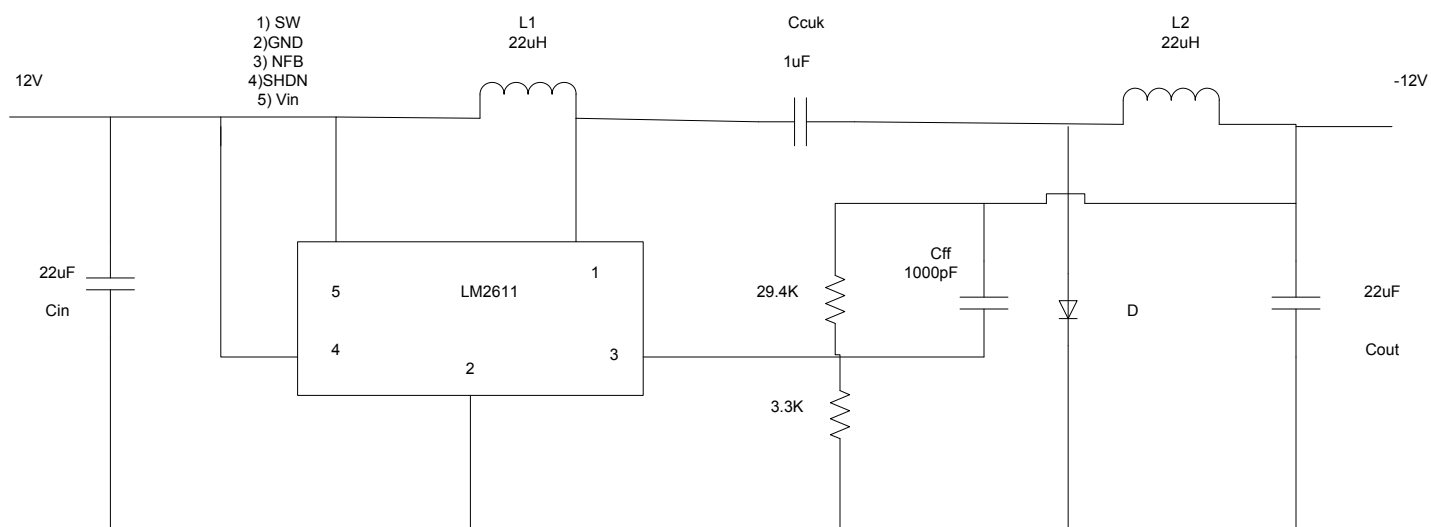 1) SW
2)GND
3) NFB
4)SHDN
5) Vin
L1
22uH
Ccuk
1uF
L2
22uH
12V
-12V
22uF
Cin
5
LM2611
1
4
2
3
29.4K
3.3K
Cff
1000pF
D
22uF
Cout